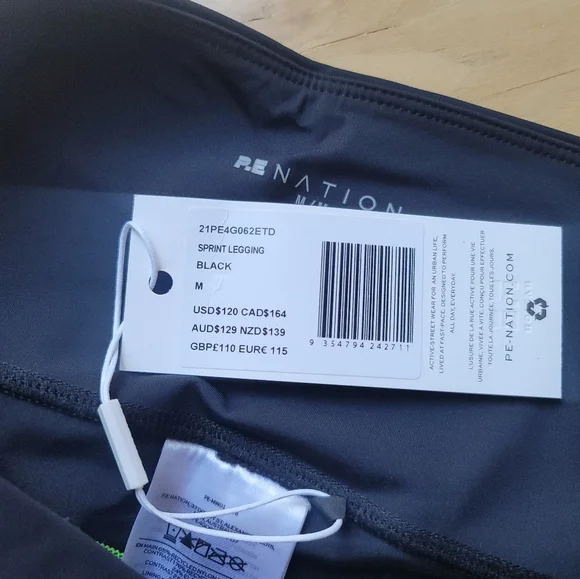 P.E NATION
21PE4G062ETD
SPRINT LEGGING
BLACK
M
USD$120 CAD$164
AUD$129 NZD$139
GBP£110 EUR€ 115
9 354794 242711
ACTIVE-STREET WEAR FOR AN URBAN LIFE,
LIVED AT FAST-PACE. DESIGNED TO PERFORM
ALL DAY, EVERYDAY.
L'USURE DE LA RUE ACTIVE POUR UNE VIE
URBAINE, VIVÉE À VITE. CONÇU POUR EFFECTUER
TOUTE LA JOURNÉE, TOUS LES JOURS.
PE-NATION.COM